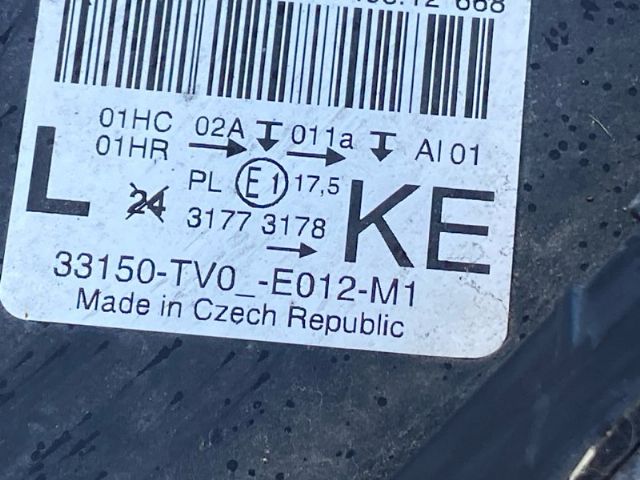 668
01HC 02A 011a AI 01
01HR
L PL E1 17,5 KE
24 3177 3178
33150-TV0_-E012-M1
Made in Czech Republic